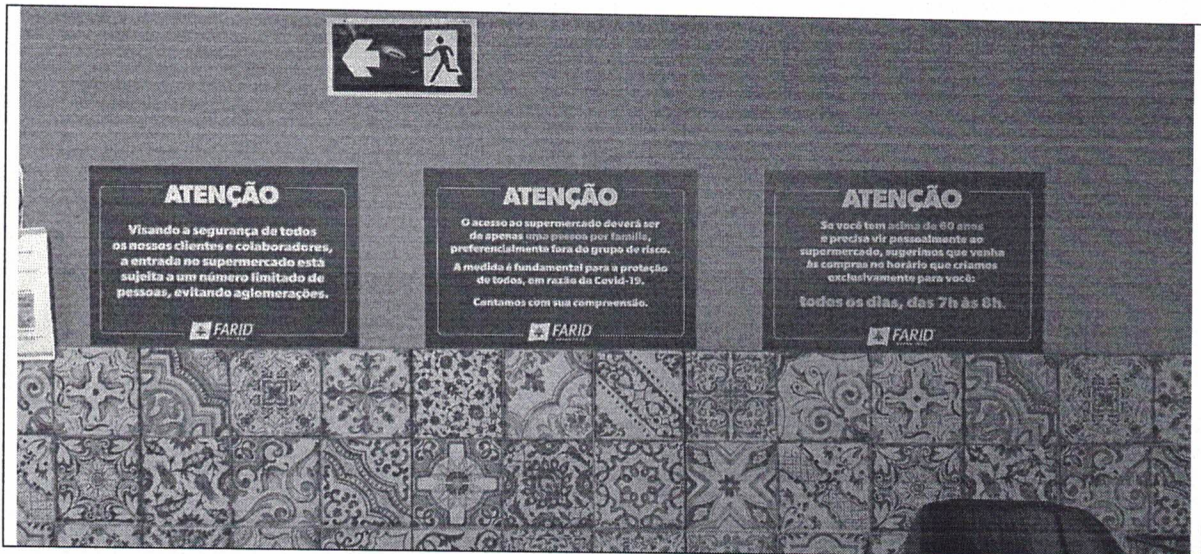 ATENÇÃO
Visando a segurança de todos
os nossos clientes e colaboradores,
a entrada no supermercado está
sujeita a um número limitado de
pessoas, evitando aglomerações.
FARID
ATENÇÃO
O acesso ao supermercado deverá ser
de apenas uma pessoa por família,
preferencialmente fora do grupo de risco.
A medida é fundamental para a proteção
de todos, em razão da Covid-19.
Contamos com sua compreensão.
FARID
ATENÇÃO
Se você tem acima de 60 anos
e precisa vir pessoalmente ao
supermercado, sugerimos que venha
às compras no horário que criamos
exclusivamente para você:
todos os dias, das 7h às 8h.
FARID